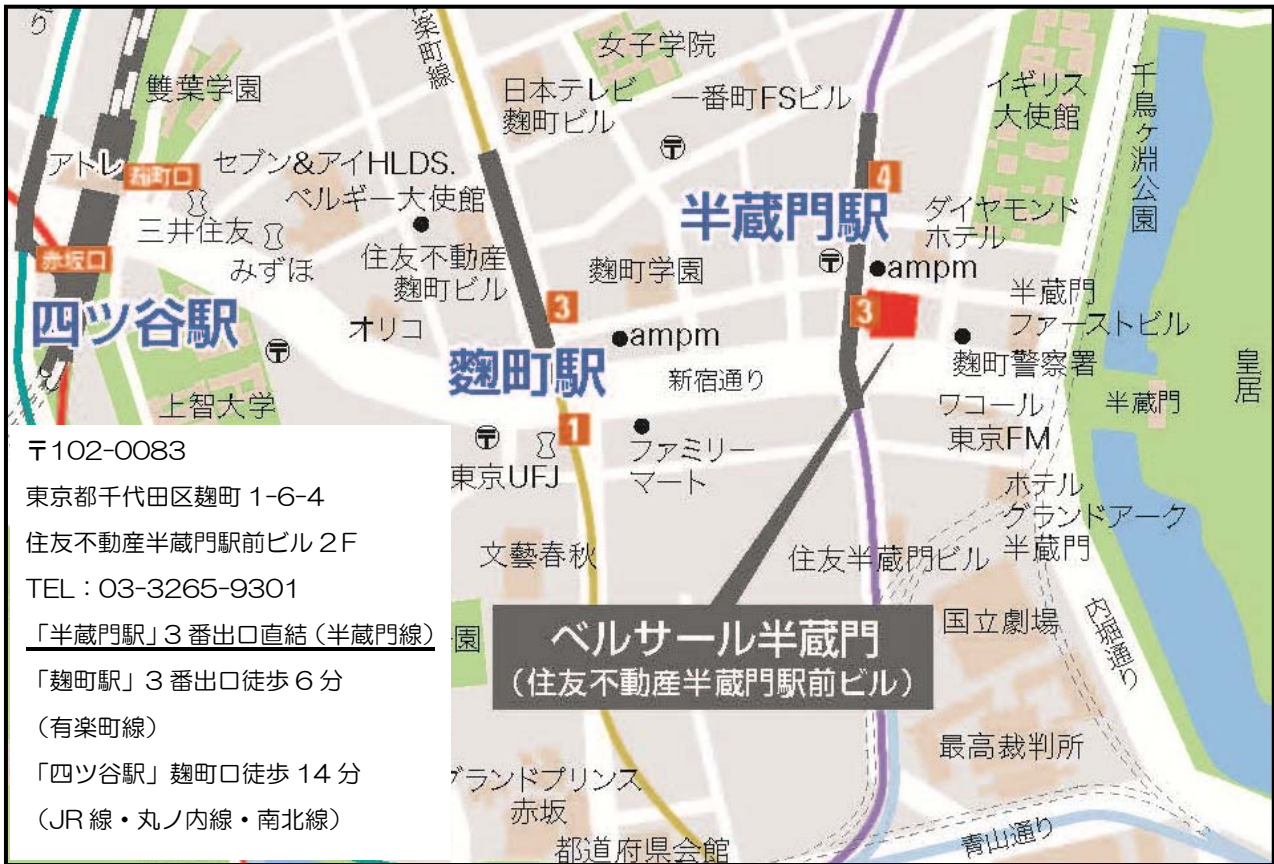 女子学院
千鳥ヶ淵公園
イギリス
大使館
雙葉学園
日本テレビ
麴町ビル
一番町FSビル
アトレ
麹町口
セブン&アイHLDS.
ベルギー大使館
4
半蔵門駅
ダイヤモンド
ホテル
三井住友
みずほ
赤坂口
住友不動産
麴町ビル
麴町学園
ampm
半蔵門
ファーストビル
四ツ谷駅
オリコ
3
ampm
3
麴町警察署
皇居
麴町駅
新宿通り
ワコール
東京FM
半蔵門
上智大学
1
東京UFJ
ファミリー
マート
ホテル
グランドアーク
半蔵門
文藝春秋
住友半蔵門ビル
国立劇場
内堀通り
園
ベルサール半蔵門
(住友不動産半蔵門駅前ビル)
最高裁判所
グランドプリンス
赤坂
都道府県会館
青山通り
〒102-0083
東京都千代田区麹町 1-6-4
住友不動産半蔵門駅前ビル2F
TEL:03-3265-9301
「半蔵門駅」3番出口直結(半蔵門線)
「麹町駅」3番出口徒歩6分
(有楽町線)
「四ツ谷駅」麹町口徒歩14分
(JR線・丸ノ内線・南北線)